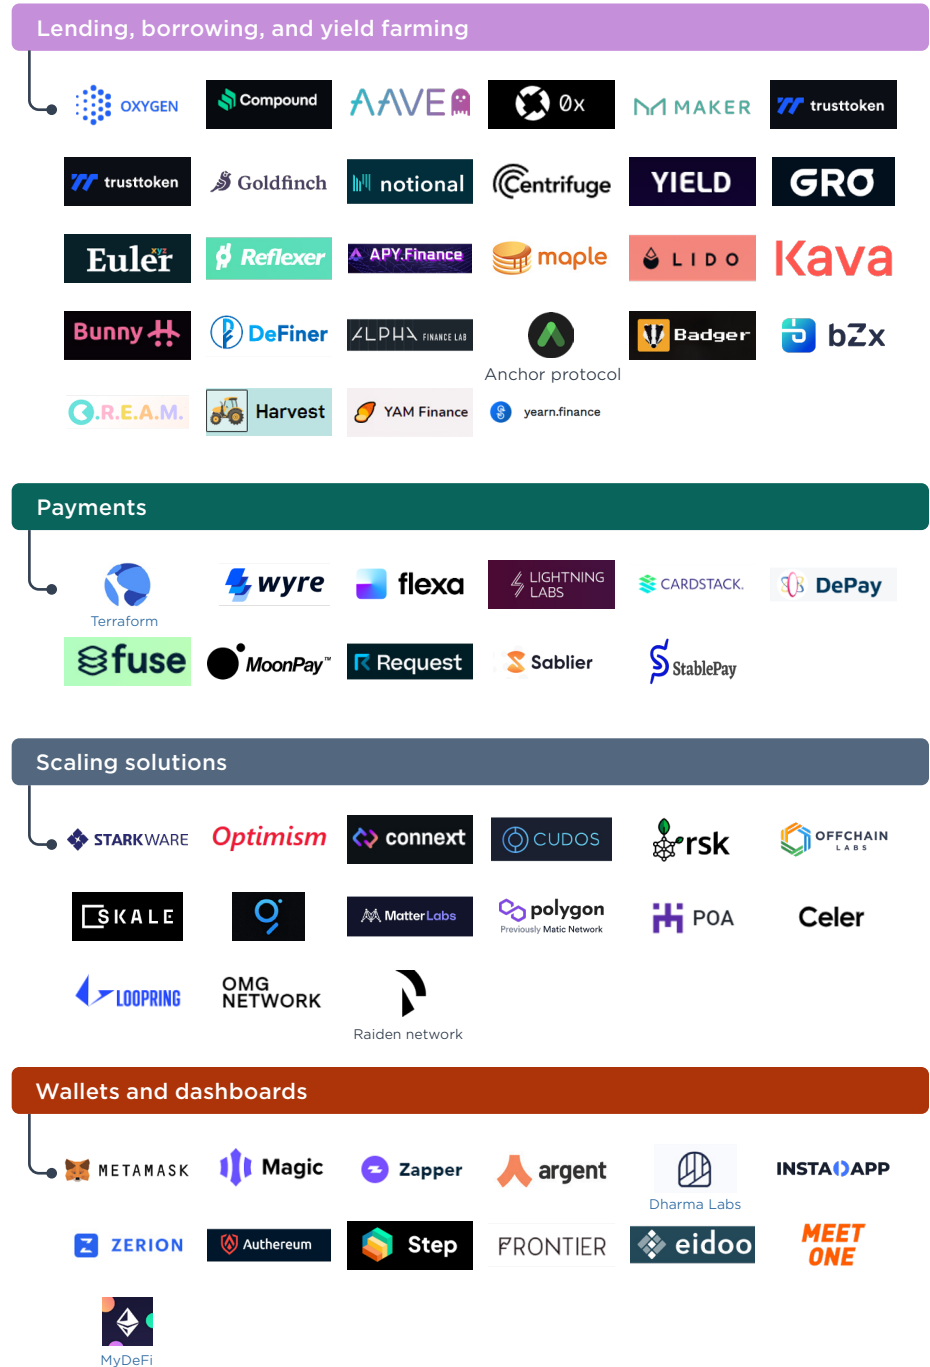 Lending, borrowing, and yield farming
OXYGEN
Compound
AAVE
0x
MAKER
trusttoken
trusttoken
Goldfinch
notional
Centrifuge
YIELD
GRO
Euler xyz
Reflexer
APY.Finance
maple
LIDO
Kava
Bunny
DeFiner
ALPHA FINANCE LAB
Anchor protocol
Badger
bZx
C.R.E.A.M.
Harvest
YAM Finance
yearn.finance
Payments
Terraform
wyre
flexa
LIGHTNING
LABS
CARDSTACK.
DePay
fuse
MoonPay™
Request
Sablier
StablePay
Scaling solutions
STARKWARE
Optimism
connext
CUDOS
rsk
OFFCHAIN
LABS
SKALE
MatterLabs
polygon
Previously Matic Network
POA
Celer
LOOPRING
OMG
NETWORK
Raiden network
Wallets and dashboards
METAMASK
Magic
Zapper
argent
Dharma Labs
INSTAAPP
ZERION
Authereum
Step
FRONTIER
eidoo
MEET
ONE
MyDeFi